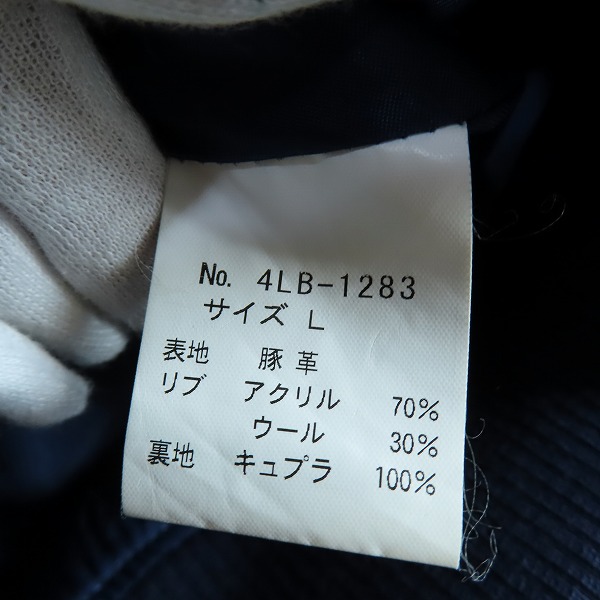 No. 4LB-1283
サイズ L
表地 豚革
リブ アクリル 70%
ウール 30%
裏地 キュプラ 100%